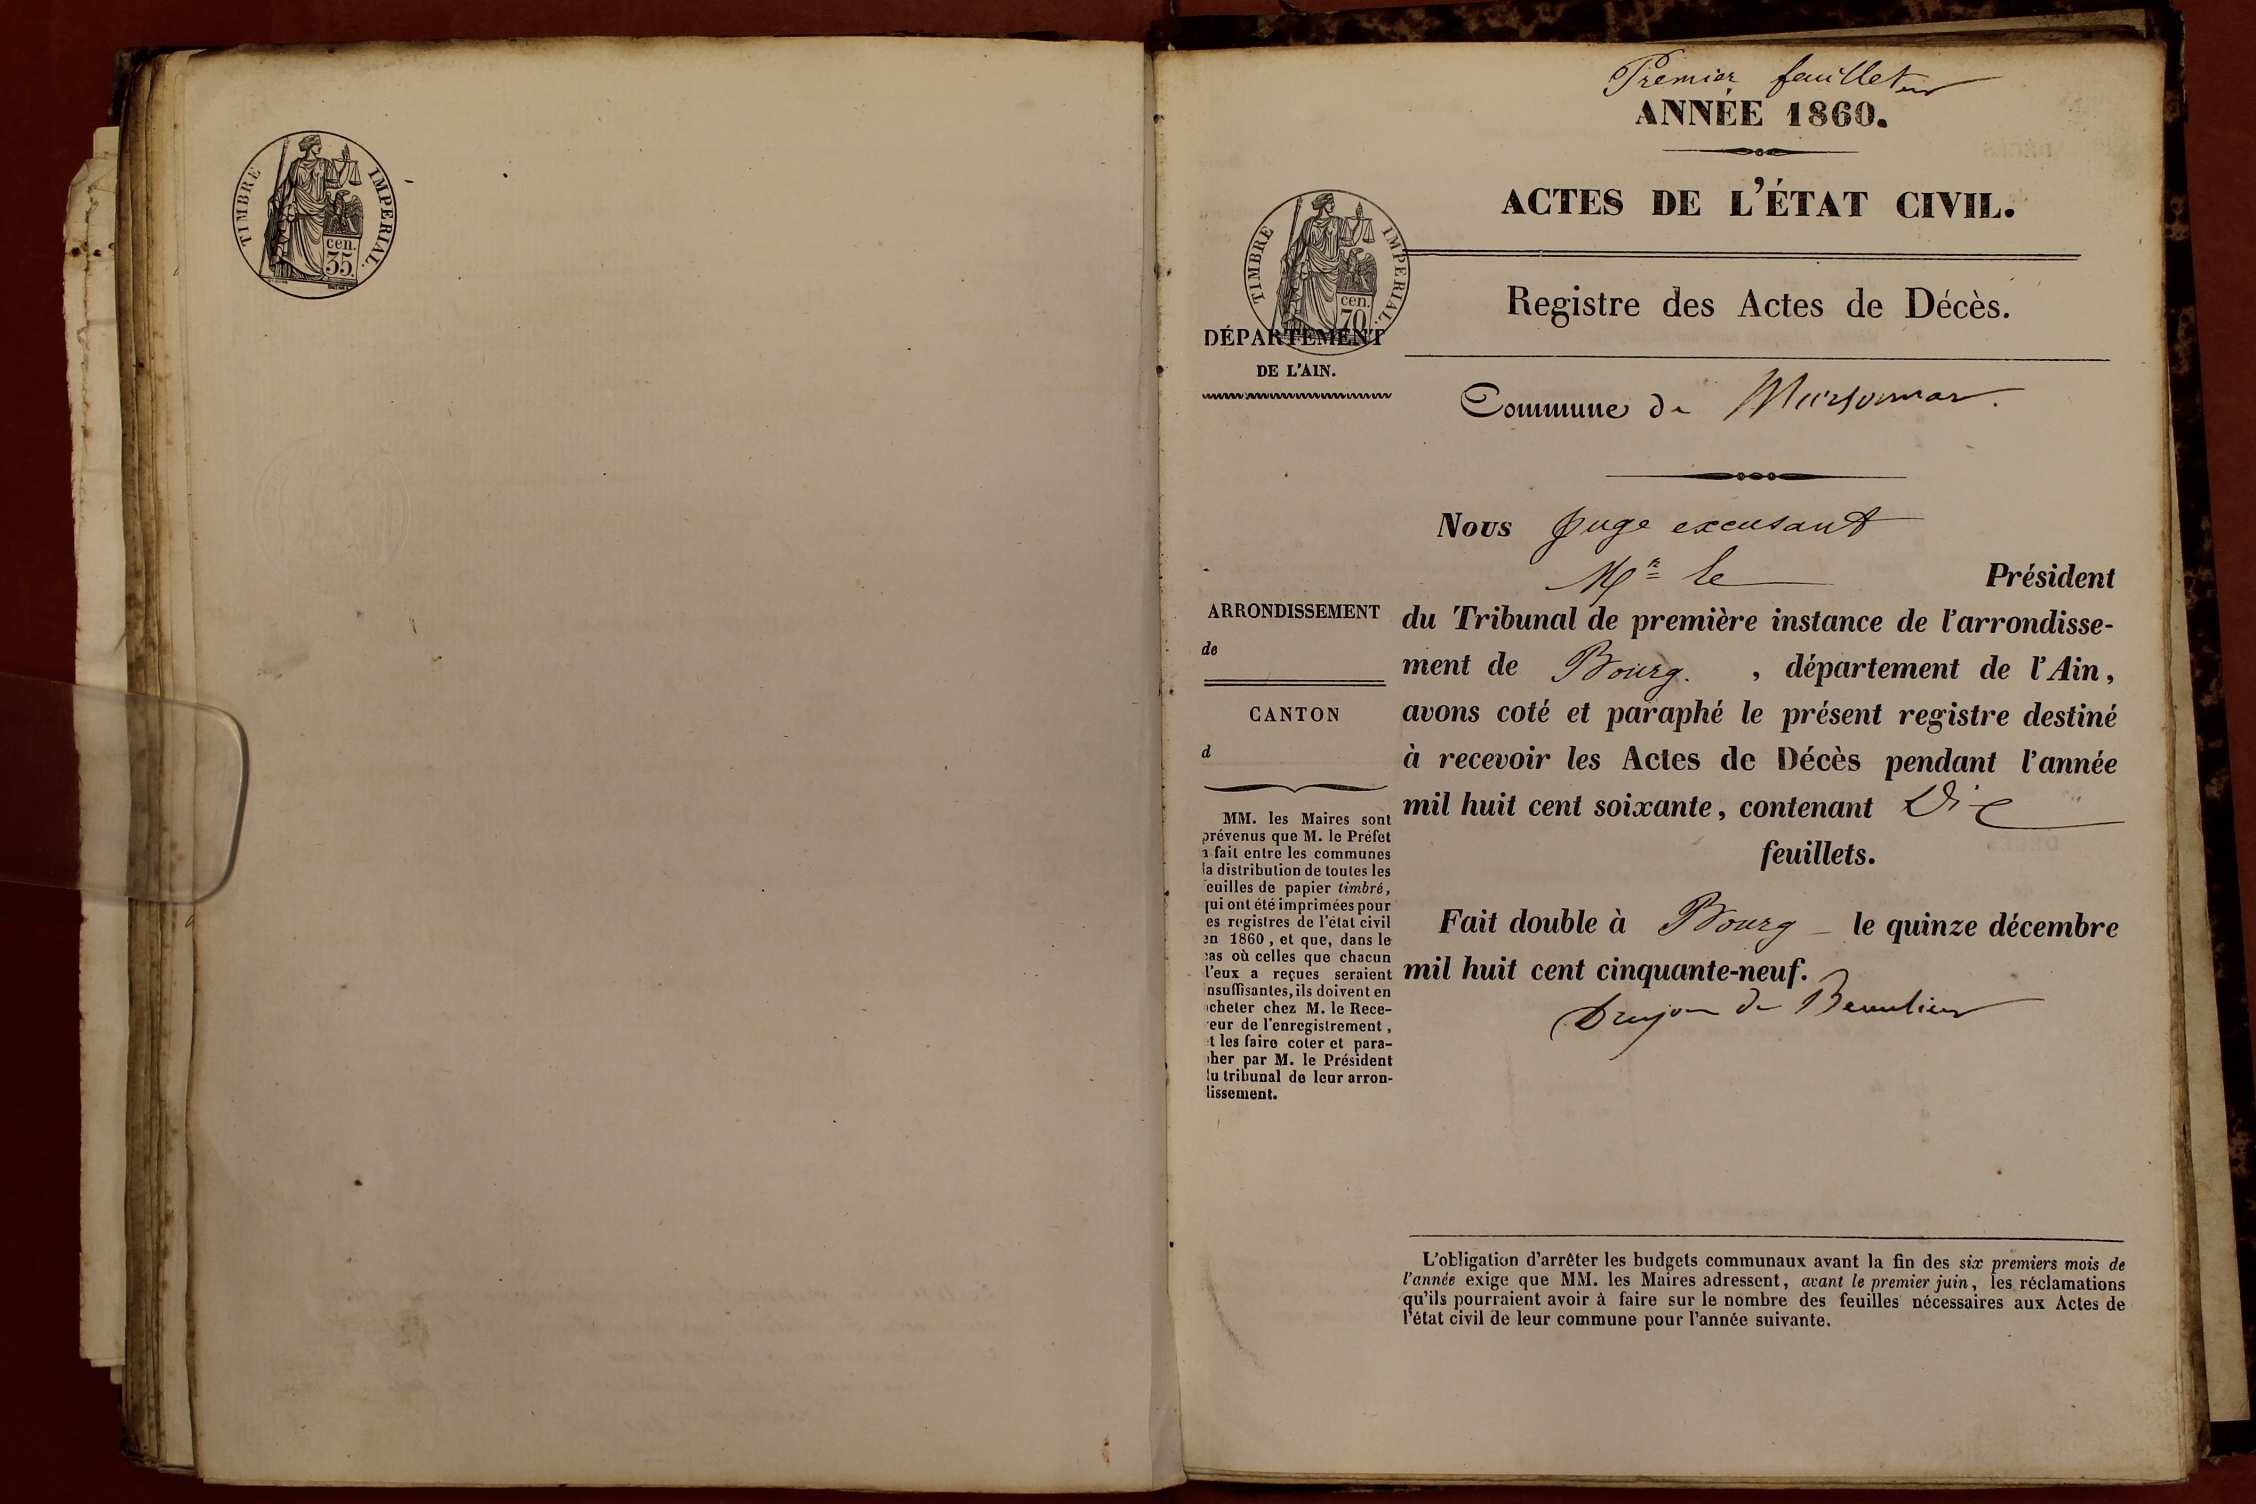 TIMBRE IMPERIAL.
cen.
35
Premier feuillet
ANNÉE 1860.
ACTES DE L'ÉTAT CIVIL.
TIMBRE IMPERIAL.
cen.
70
Registre des Actes de Décès.
DÉPARTEMENT
DE L'AIN.
Commune de
Nous Juge excusant
Mr le Président
du Tribunal de première instance de l'arrondisse-
ment de Bourg. , département de l'Ain,
avons coté et paraphé le présent registre destiné
à recevoir les Actes de Décès pendant l'année
mil huit cent soixante, contenant Dix
feuillets.
Fait double à Bourg le quinze décembre
mil huit cent cinquante-neuf.
Drujon de Beaulieu
ARRONDISSEMENT
de
CANTON
d
MM. les Maires sont
prévenus que M. le Préfet
a fait entre les communes
la distribution de toutes les
feuilles de papier timbré,
qui ont été imprimées pour
es registres de l'état civil
en 1860, et que, dans le
cas où celles que chacun
d'eux a reçues seraient
nsuffisantes, ils doivent en
cheter chez M. le Rece-
eur de l'enregistrement,
t les faire coter et para-
her par M. le Président
du tribunal de leur arron-
dissement.
L'obligation d'arrêter les budgets communaux avant la fin des six premiers mois de
l'année exige que MM. les Maires adressent, avant le premier juin, les réclamations
qu'ils pourraient avoir à faire sur le nombre des feuilles nécessaires aux Actes de
l'état civil de leur commune pour l'année suivante.